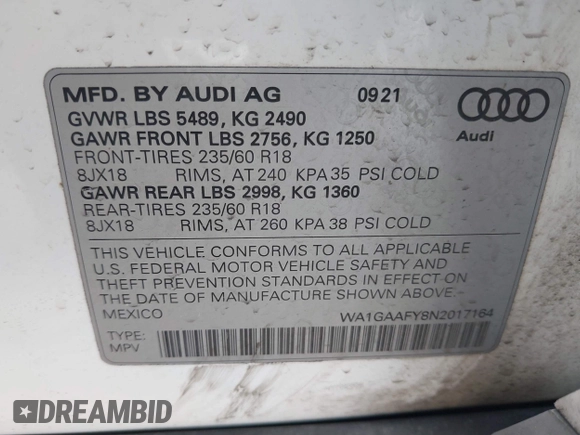 MFD. BY AUDI AG 09 21
GVWR LBS 5489, KG 2490
GAWR FRONT LBS 2756, KG 1250
FRONT-TIRES 235/60 R18
8JX18 RIMS, AT 240 KPA 35 PSI COLD
GAWR REAR LBS 2998, KG 1360
REAR-TIRES 235/60 R18
8JX18 RIMS, AT 260 KPA 38 PSI COLD
Audi
THIS VEHICLE CONFORMS TO ALL APPLICABLE
U.S. FEDERAL MOTOR VEHICLE SAFETY AND
THEFT PREVENTION STANDARDS IN EFFECT ON
THE DATE OF MANUFACTURE SHOWN ABOVE.
MEXICO WA1GAAFY8N2017164
TYPE:
MPV
DREAMBID